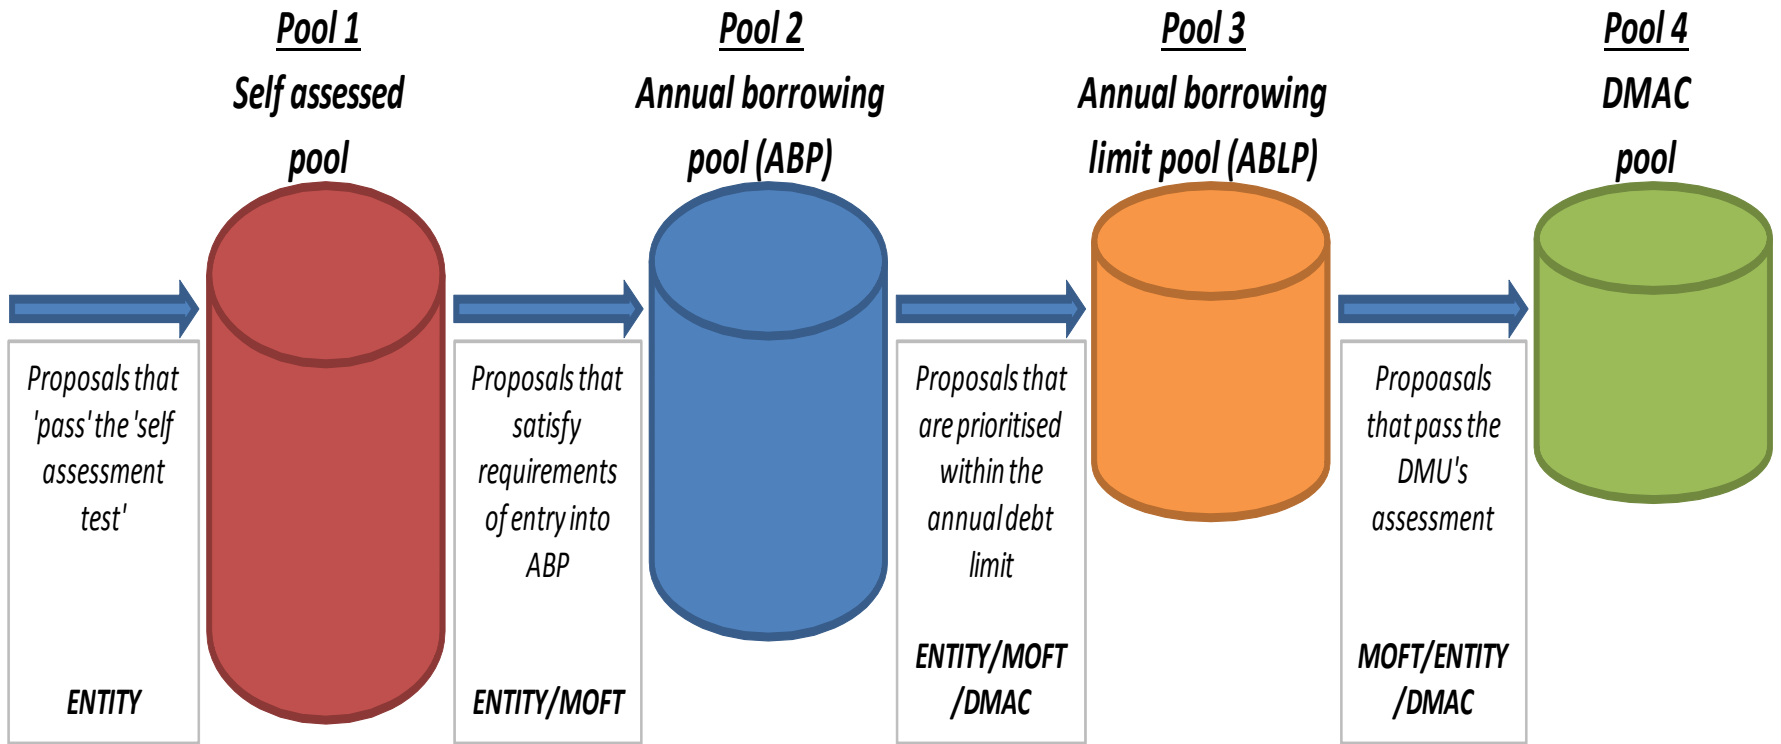 Pool 1
Self assessed
pool
Pool 2
Annual borrowing
pool (ABP)
Pool 3
Annual borrowing
limit pool (ABLP)
Pool 4
DMAC
pool
Proposals that
'pass' the 'self
assessment
test'
ENTITY
Proposals that
satisfy
requirements
of entry into
ABP
ENTITY/MOFT
Proposals that
are prioritised
within the
annual debt
limit
ENTITY/MOFT
/DMAC
Propoasals
that pass the
DMU's
assessment
MOFT/ENTITY
/DMAC